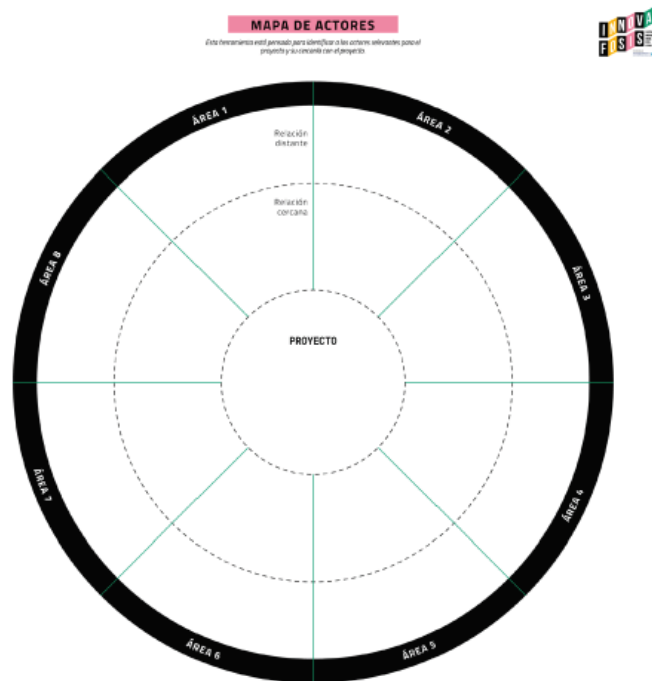 MAPA DE ACTORES
Esta herramienta está pensada para identificar a los actores relevantes para el
proyecto y su cercanía con el proyecto
INNOVA
FOSIS
ÁREA 1
ÁREA 2
Relación
distante
Relación
cercana
ÁREA 8
ÁREA 3
PROYECTO
ÁREA 7
ÁREA 4
ÁREA 6
ÁREA 5